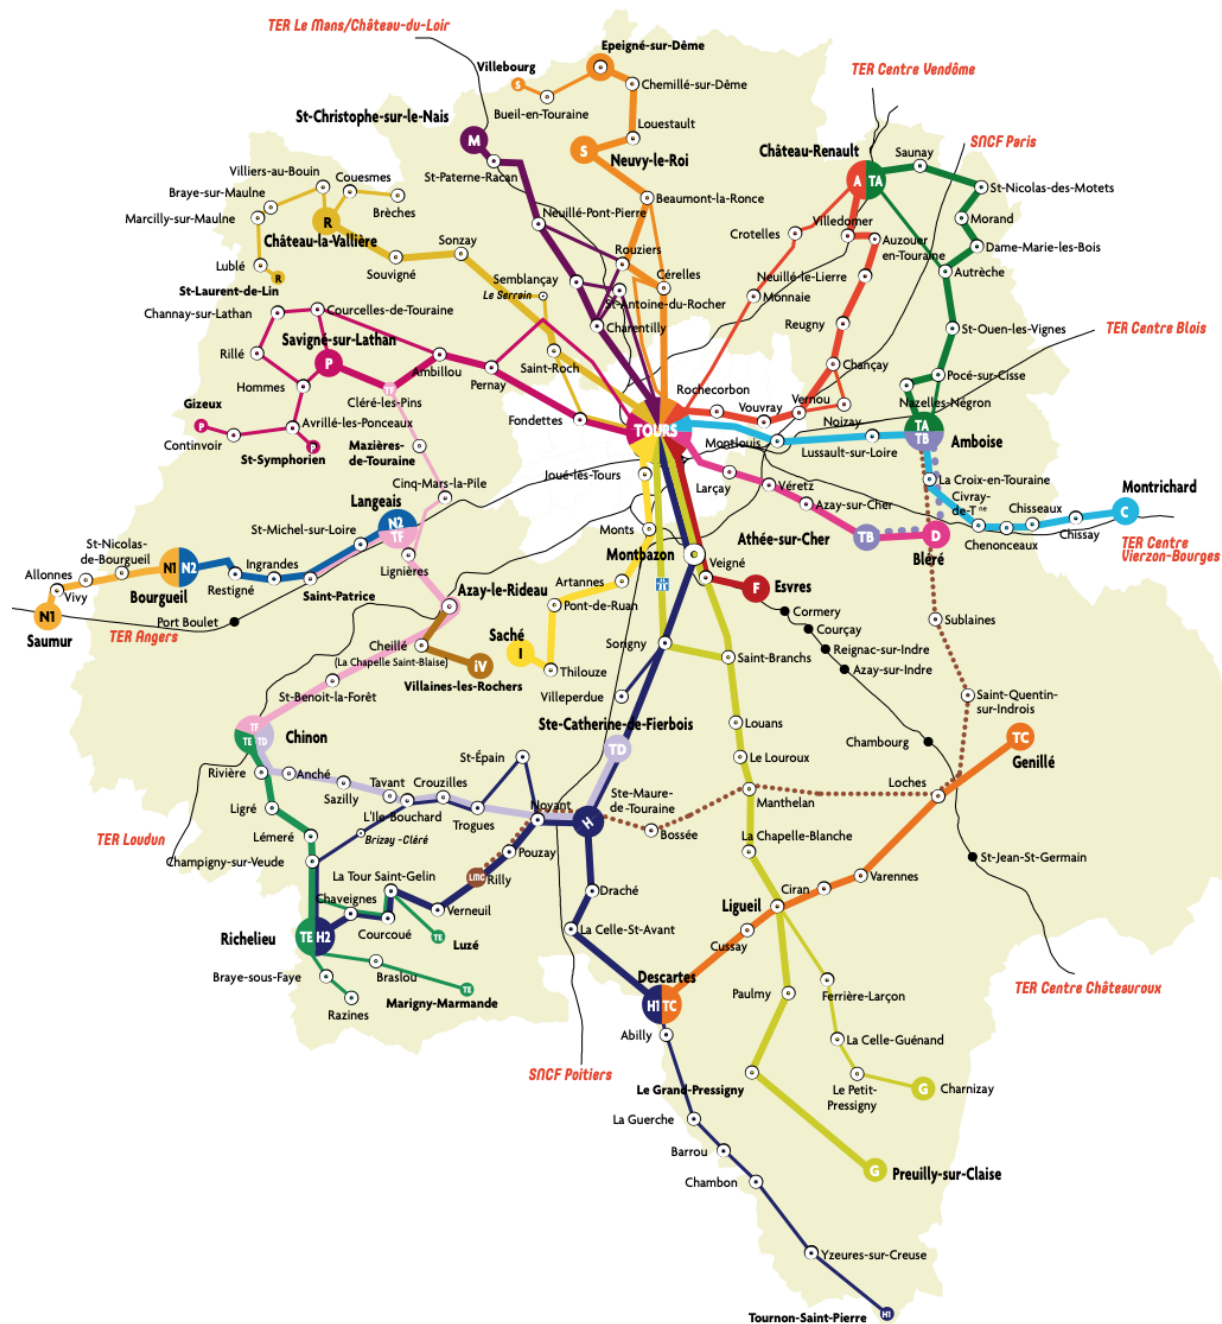 TER Le Mans/Château-du-Loir
Epeigné-sur-Dême
Villebourg
S
Chemillé-sur-Dême
Bueil-en-Touraine
TER Centre Vendôme
St-Christophe-sur-le-Nais
Louestault
M
S
Neuvy-le-Roi
Château-Renault
SNCF Paris
Saunay
St-Paterne-Racan
A
TA
St-Nicolas-des-Motets
Villiers-au-Bouin
Couesmes
Braye-sur-Maulne
Brèches
Beaumont-la-Ronce
Marcilly-sur-Maulne
R
Neuillé-Pont-Pierre
Villedomer
Morand
Château-la-Vallière
Crotelles
Auzouer
en-Touraine
Dame-Marie-les-Bois
Sonzay
Rouziers
Lublé
R
Souvigné
Semblançay
Cérelles
Neuillé-le-Lierre
Autrèche
St-Laurent-de-Lin
Le Serrain
St-Antoine-du-Rocher
Monnaie
Channay-sur-Lathan
Courcelles-de-Touraine
Charentilly
Reugny
St-Ouen-les-Vignes
TER Centre Blois
Savigné-sur-Lathan
Rillé
P
Ambillou
Saint-Roch
Chançay
Hommes
Pernay
Rochecorbon
Pocé-sur-Cisse
TF
Cléré-les-Pins
Gizeux
Vouvray
Vernou
Nazelles-Négron
P
Avrillé-les-Ponceaux
Fondettes
Noizay
TOURS
TA
TB
Amboise
Continvoir
P
St-Symphorien
Mazières-
de-Touraine
Montlouis
Lussault-sur-Loire
Joué-lès-Tours
Cinq-Mars-la-Pile
Larçay
Véretz
La Croix-en-Touraine
Montrichard
Langeais
Azay-sur-Cher
Civray-
de-Tne
Chisseaux
C
St-Michel-sur-Loire
N2
TF
Monts
Athée-sur-Cher
TB
D
Chenonceaux
Chissay
TER Centre
Vierzon-Bourges
St-Nicolas-
de-Bourgueil
Montbazon
Bléré
Lignières
Veigné
Allonnes
N1
N2
Ingrandes
Artannes
F
Esvres
Vivy
Bourgueil
Restigné
Saint-Patrice
Azay-le-Rideau
Pont-de-Ruan
Cormery
N1
Port Boulet
Sublaines
Saumur
TER Angers
Courçay
Cheillé
(La Chapelle Saint-Blaise)
Saché
I
Sorigny
Reignac-sur-Indre
Saint-Branchs
iV
Thilouze
Azay-sur-Indre
Villaines-les-Rochers
St-Benoit-la-Forêt
Villeperdue
Saint-Quentin-
sur-Indrois
Ste-Catherine-de-Fierbois
Louans
TF
TE
TD
Chinon
TD
Chambourg
TC
Genillé
St-Épain
Le Louroux
Rivière
Anché
Tavant
Crouzilles
Loches
Sazilly
Noyant
Ste-Maure-
de-Touraine
Manthelan
Ligré
L'Ile-Bouchard
Trogues
H
Bossée
Lémeré
Brizay -Cléré
La Chapelle-Blanche
TER Loudun
Champigny-sur-Veude
Pouzay
St-Jean-St-Germain
La Tour Saint-Gelin
LMO
Rilly
Varennes
Chaveignes
Draché
Ciran
Verneuil
Ligueil
Richelieu
TE
H2
Courcoué
TE
Luzé
La Celle-St-Avant
Cussay
Braye-sous-Faye
Braslou
Descartes
TE
Marigny-Marmande
H1
TC
Paulmy
Ferrière-Larçon
TER Centre Châteauroux
Razines
Abilly
La Celle-Guénand
SNCF Poitiers
Le Grand-Pressigny
Le Petit-
Pressigny
G
Charnizay
La Guerche
Barrou
G
Preuilly-sur-Claise
Chambon
Yzeures-sur-Creuse
Tournon-Saint-Pierre
H1